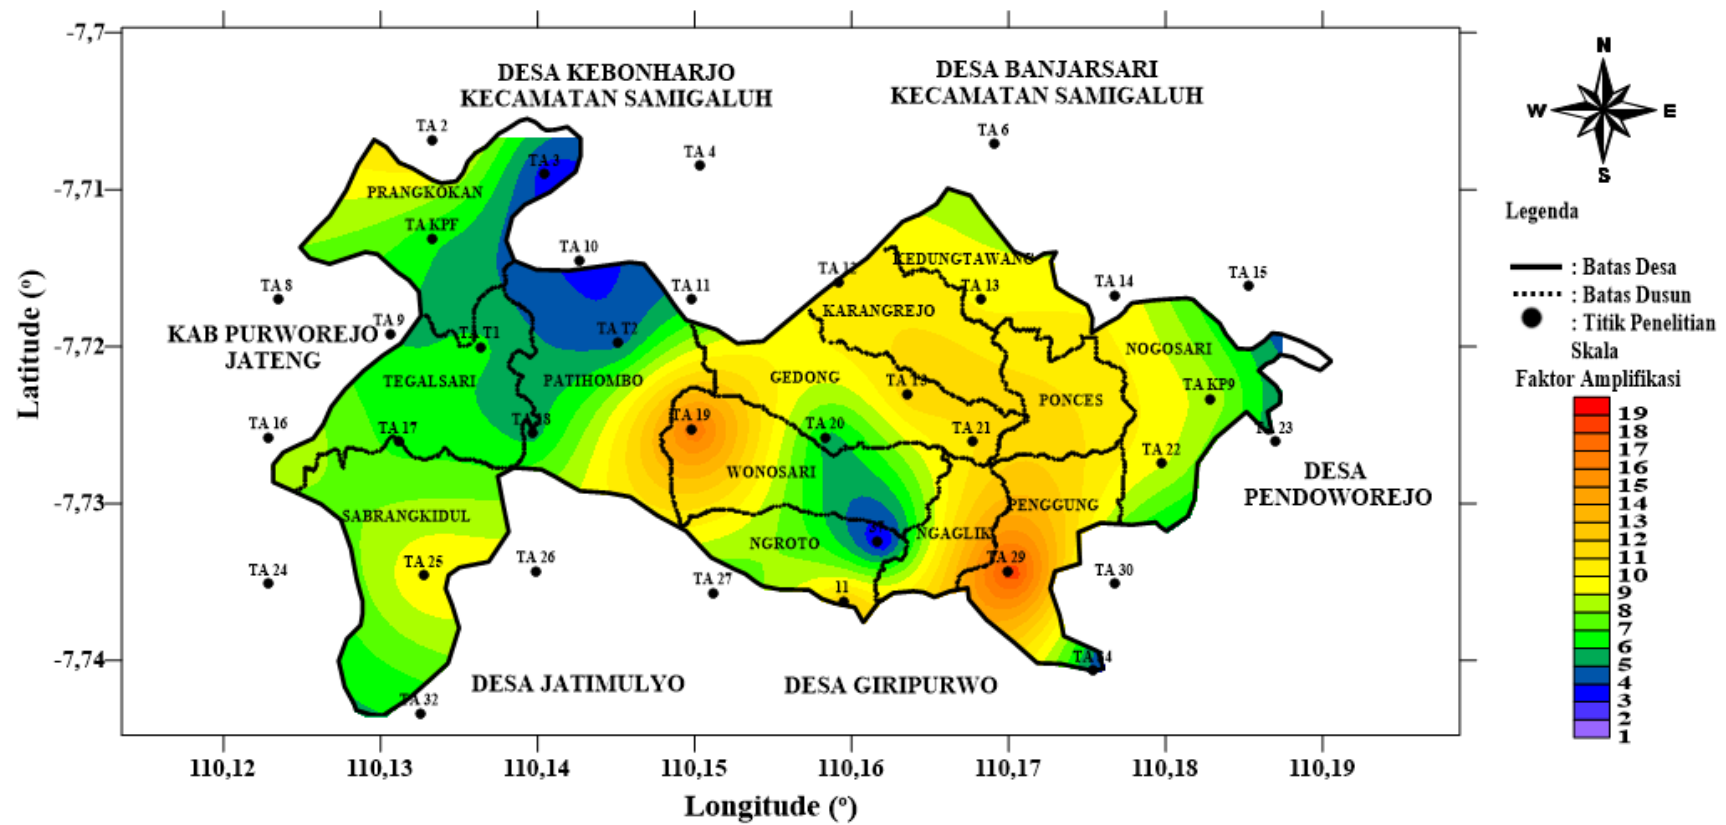 -7,7
DESA KEBONHARJO
KECAMATAN SAMIGALUH
DESA BANJARSARI
KECAMATAN SAMIGALUH
N
W
E
S
TA 2
TA 6
TA 4
TA 3
-7,71
PRANGKOKAN
TA KPF
Legenda
TA 10
KEDUNGTAWANG
TA 12
TA 8
TA 11
TA 13
TA 14
TA 15
: Batas Desa
: Batas Dusun
: Titik Penelitian
KARANGREJO
KAB PURWOREJO
JATENG
TA 9
TA T1
TA T2
-7,72
NOGOSARI
Skala
Faktor Amplifikasi
TEGALSARI
PATIHOMBO
GEDONG
TA KP9
PONCES
TA 16
TA 17
TA 19
TA 20
TA 21
TA 22
WONOSARI
DESA
PENDOWOREJO
-7,73
SABRANGKIDUL
PENGGUNG
NGROTO
NGAGLIK
TA 24
TA 25
TA 26
TA 27
11
TA 29
TA 30
-7,74
DESA JATIMULYO
DESA GIRIPURWO
19
18
17
16
15
14
13
12
11
10
9
8
7
6
5
4
3
2
1
110,12
110,13
110,14
110,15
110,16
110,17
110,18
110,19
Latitude (º)
Longitude (º)